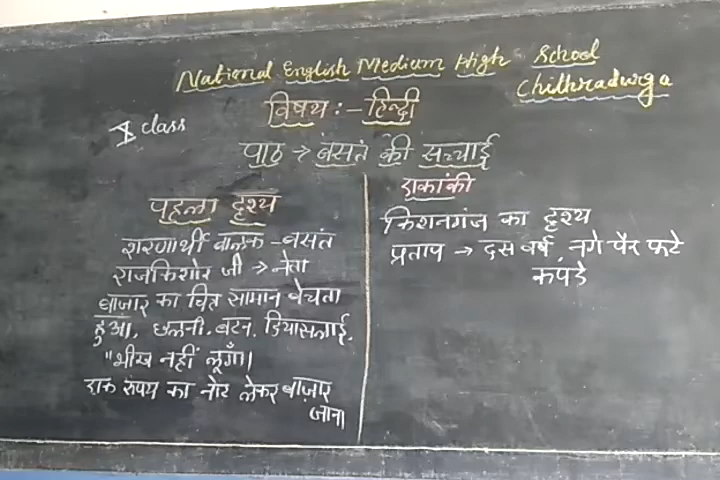 National English Medium High School
Chithradurga
विषय :- हिन्दी
X class
पाठ → बसंत की सच्चाई
एकांकी
पहला दृश्य
शरणार्थी बालक - बसंत
राजकिशोर जी → नेता
बाजार का चित्र सामान बेचता
हुआ, छलनी, बटन, दियासलाई,
"भीख नहीं लूँगा।
एक रुपय का नोट लेकर बाजार
जाना
किशनगंज का दृश्य
प्रताप → दस वर्ष, नंगे पैर फटे
कपडे